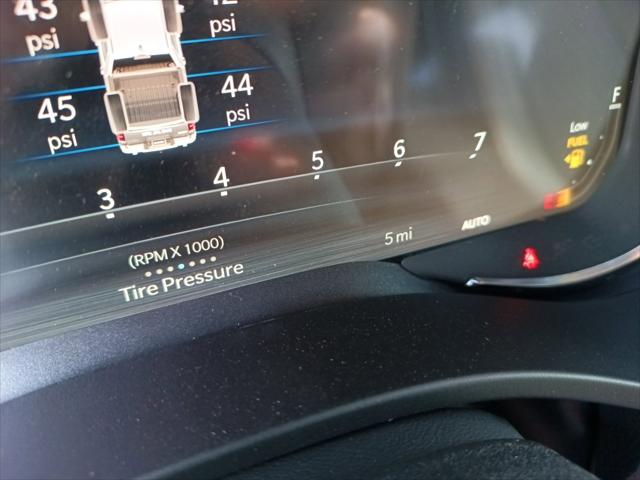 43
psi
psi
45
psi
44
psi
3 4 5 6 7
F
Low
FUEL
(RPM X 1000)
Tire Pressure
5 mi
AUTO